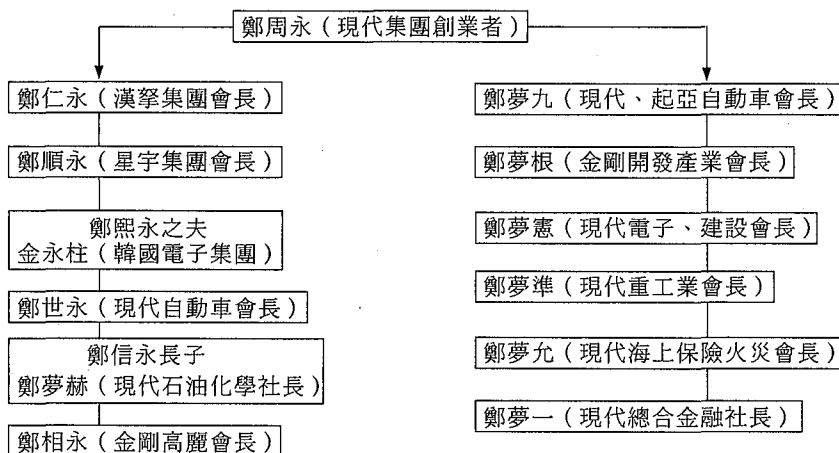 鄭周永（現代集團創業者）
鄭仁永（漢拏集團會長）
鄭順永（星宇集團會長）
鄭熙永之夫
金永柱（韓國電子集團）
鄭世永（現代自動車會長）
鄭信永長子
鄭夢赫（現代石油化學社長）
鄭相永（金剛高麗會長）
鄭夢九（現代、起亞自動車會長）
鄭夢根（金剛開發產業會長）
鄭夢憲（現代電子、建設會長）
鄭夢準（現代重工業會長）
鄭夢允（現代海上保險火災會長）
鄭夢一（現代總合金融社長）